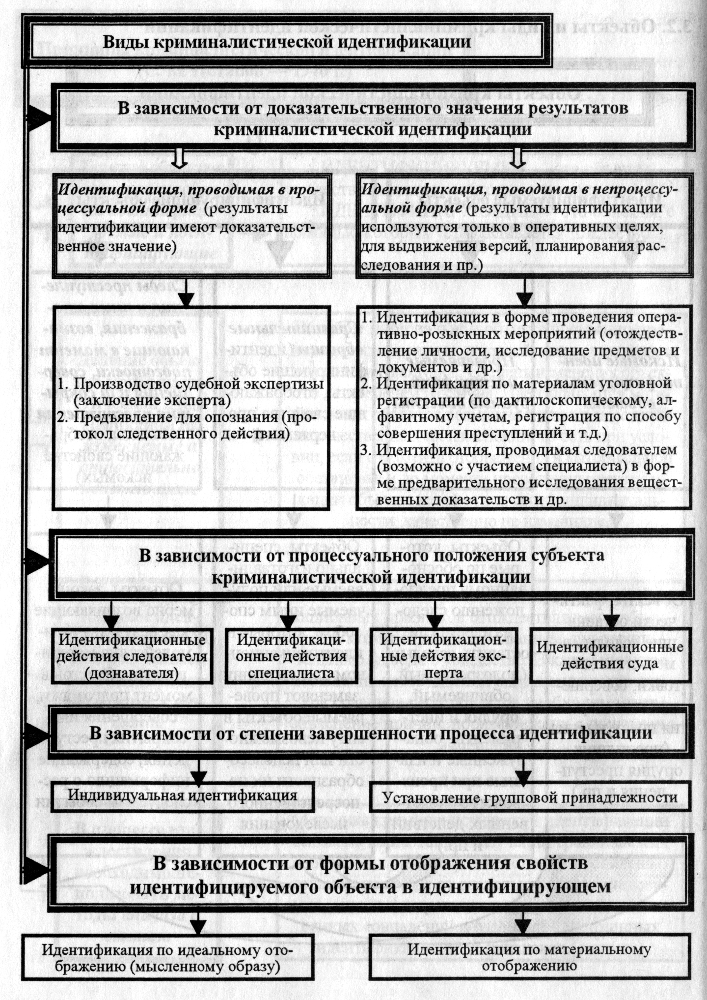 Виды криминалистической идентификации
В зависимости от доказательственного значения результатов
криминалистической идентификации
Идентификация, проводимая в про-
цессуальной форме (результаты
идентификации имеют доказательст-
венное значение)
Идентификация, проводимая в непроцессу-
альной форме (результаты идентификации
используются только в оперативных целях,
для выдвижения версий, планирования рас-
следования и пр.)
1. Производство судебной экспертизы
(заключение эксперта)
2. Предъявление для опознания (про-
токол следственного действия)
1. Идентификация в форме проведения опера-
тивно-розыскных мероприятий (отождеств-
ление личности, исследование предметов и
документов и др.)
2. Идентификация по материалам уголовной
регистрации (по дактилоскопическому, ал-
фавитному учетам, регистрация по способу
совершения преступлений и т.д.)
3. Идентификация, проводимая следователем
(возможно с участием специалиста) в фор-
ме предварительного исследования вещест-
венных доказательств и др.
В зависимости от процессуального положения субъекта
криминалистической идентификации
Идентификационные
действия следователя
(дознавателя)
Идентификаци-
онные действия
специалиста
Идентификацион-
ные действия экс-
перта
Идентификационные
действия суда
В зависимости от степени завершенности процесса идентификации
Индивидуальная идентификация
Установление групповой принадлежности
В зависимости от формы отображения свойств
идентифицируемого объекта в идентифицирующем
Идентификация по идеальному ото-
бражению (мысленному образу)
Идентификация по материальному
отображению